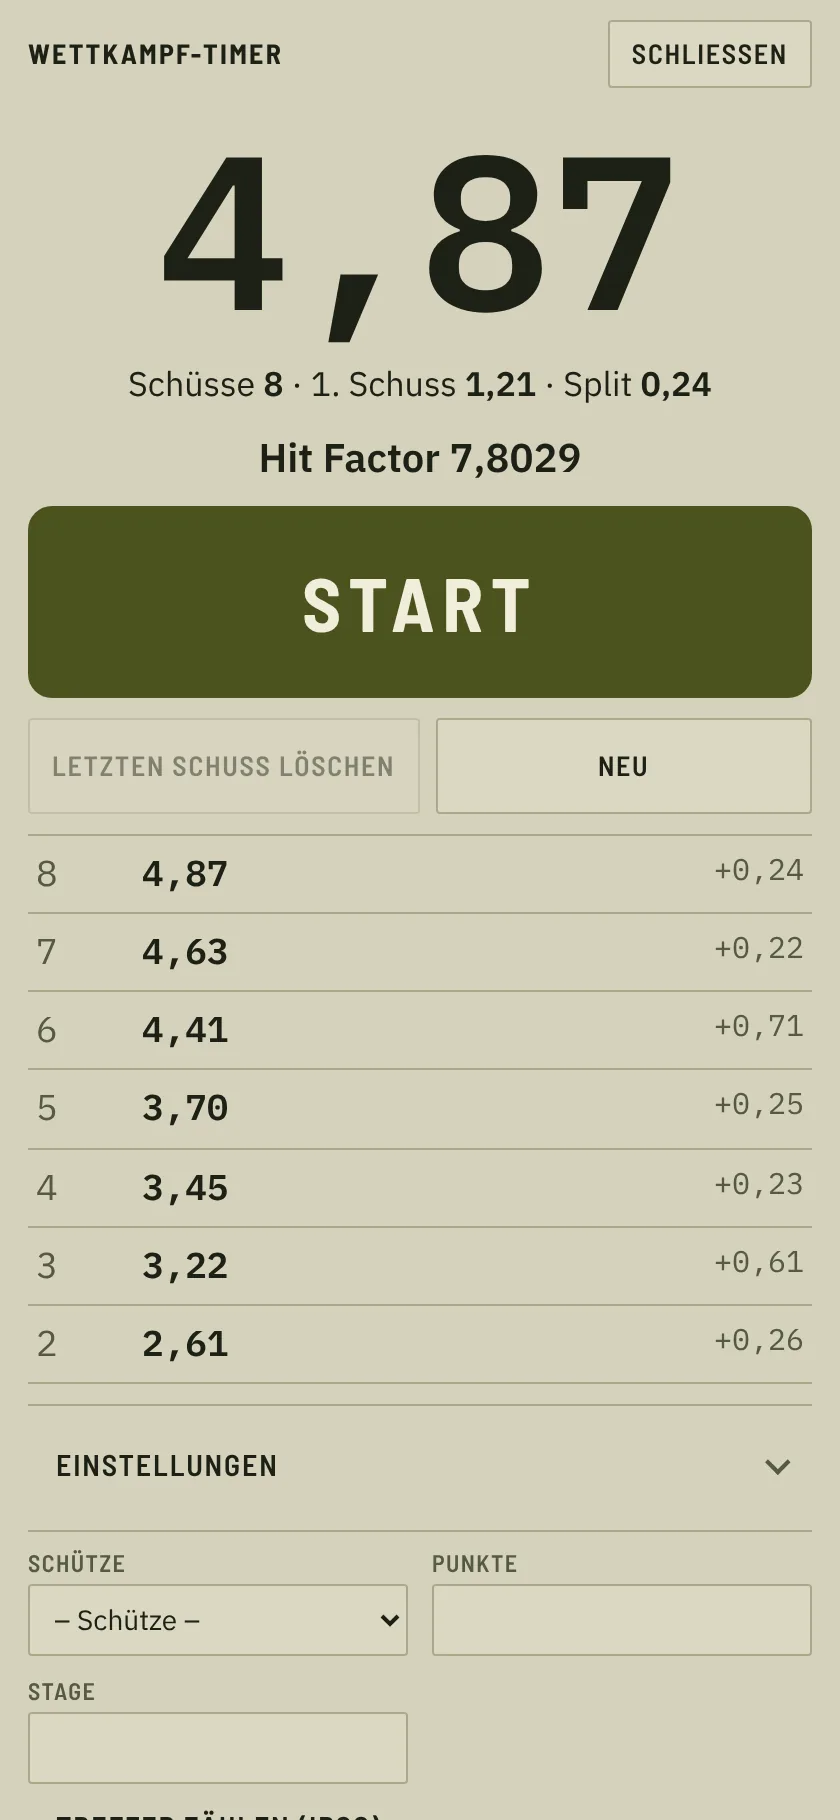 WETTKAMPF-TIMER
SCHLIESSEN
4,87
Schüsse 8 · 1. Schuss 1,21 · Split 0,24
Hit Factor 7,8029
START
LETZTEN SCHUSS LÖSCHEN
NEU
8 4,87 +0,24
7 4,63 +0,22
6 4,41 +0,71
5 3,70 +0,25
4 3,45 +0,23
3 3,22 +0,61
2 2,61 +0,26
EINSTELLUNGEN
SCHÜTZE
PUNKTE
– Schütze –
STAGE